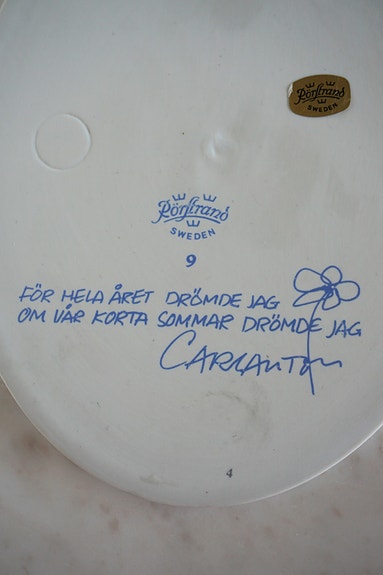 Rörstrand
SWEDEN
Rörstrand
SWEDEN
9
FÖR HELA ÅRET DRÖMDE JAG
OM VÅR KORTA SOMMAR DRÖMDE JAG
CARLANTON
4